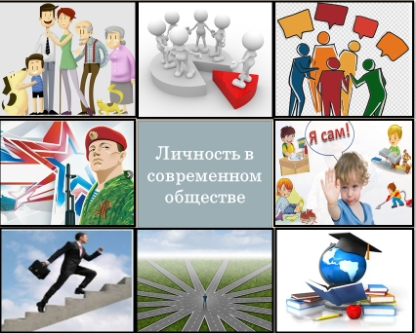 Личность в
современном
обществе
Я сам!